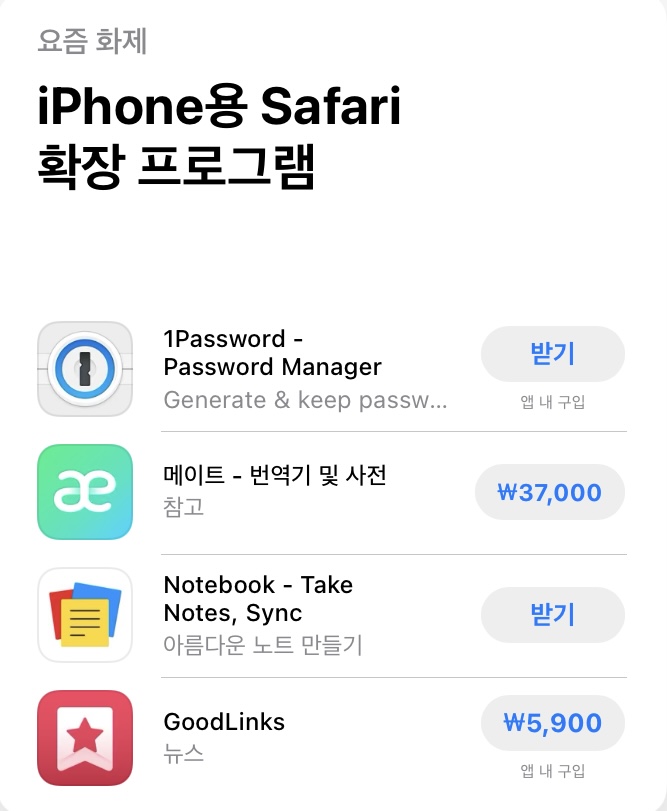 요즘 화제
iPhone용 Safari
확장 프로그램
1Password -
Password Manager
Generate & keep passw...
받기
앱 내 구입
æ
메이트 - 번역기 및 사전
참고
₩37,000
Notebook - Take
Notes, Sync
아름다운 노트 만들기
받기
GoodLinks
뉴스
₩5,900
앱 내 구입